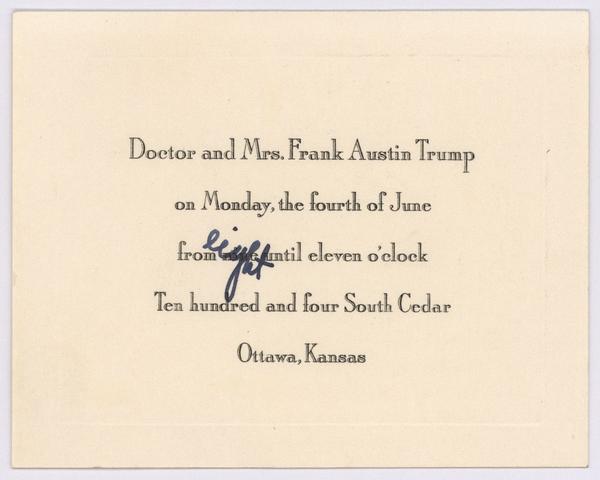 Doctor and Mrs. Frank Austin Trump
on Monday, the fourth of June
from eight until eleven o'clock
Ten hundred and four South Cedar
Ottawa, Kansas